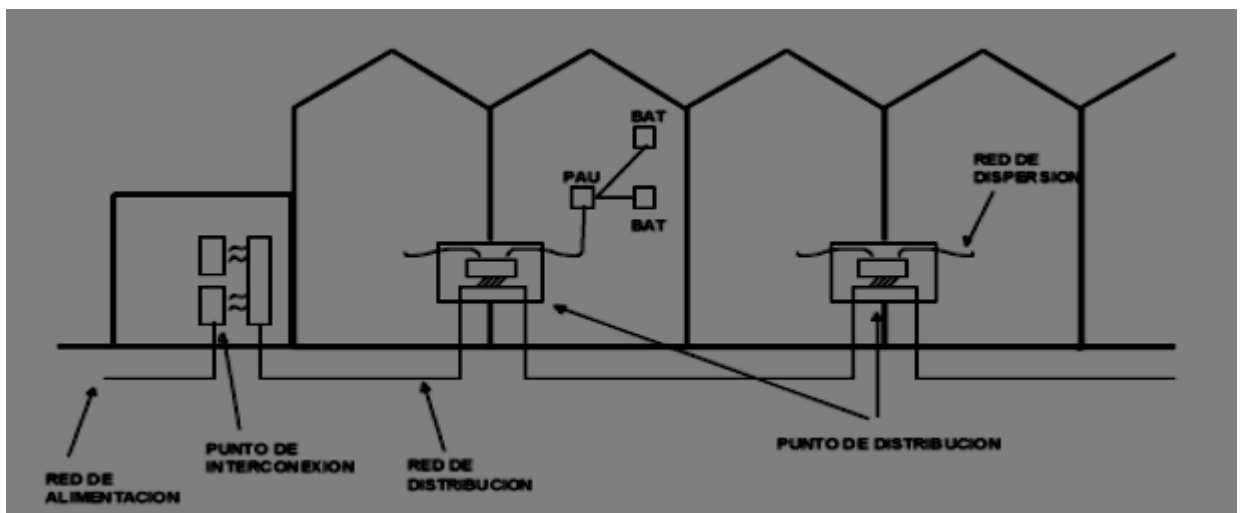 BAT
PAU
BAT
RED DE
DISPERSION
PUNTO DE
INTERCONEXION
RED DE
ALIMENTACION
RED DE
DISTRIBUCION
PUNTO DE DISTRIBUCION